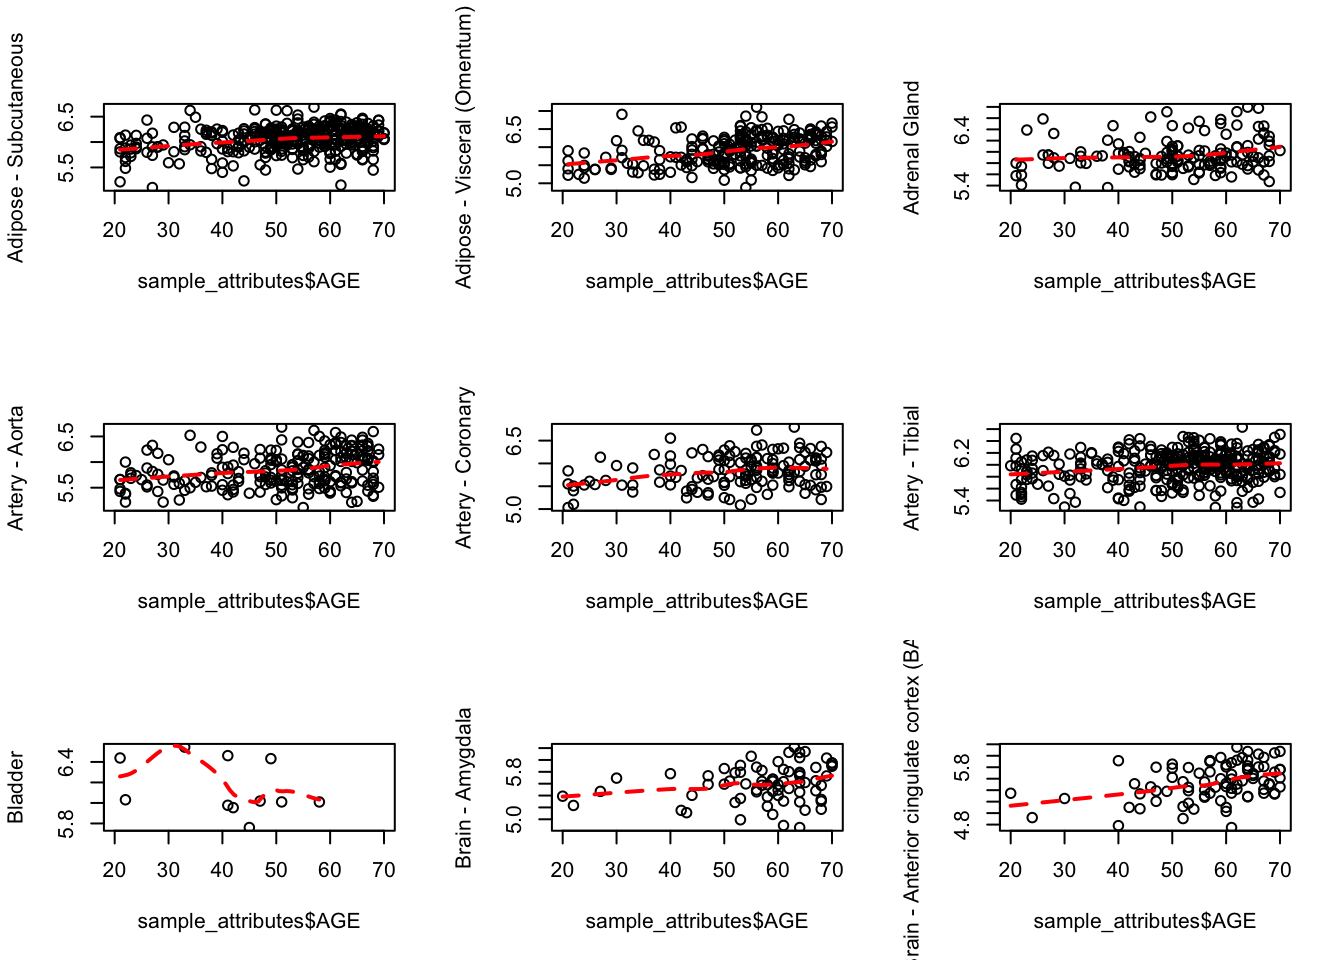 Adipose - Subcutaneous
5.5 6.5
20 30 40 50 60 70
sample_attributes$AGE
Adipose - Visceral (Omentum)
5.0 6.5
20 30 40 50 60 70
sample_attributes$AGE
Adrenal Gland
5.4 6.4
20 30 40 50 60 70
sample_attributes$AGE
Artery - Aorta
5.5 6.5
20 30 40 50 60 70
sample_attributes$AGE
Artery - Coronary
5.0 6.5
20 30 40 50 60 70
sample_attributes$AGE
Artery - Tibial
5.4 6.2
20 30 40 50 60 70
sample_attributes$AGE
Bladder
5.8 6.4
20 30 40 50 60 70
sample_attributes$AGE
Brain - Amygdala
5.0 5.8
20 30 40 50 60 70
sample_attributes$AGE
rain - Anterior cingulate cortex (BA
4.8 5.8
20 30 40 50 60 70
sample_attributes$AGE